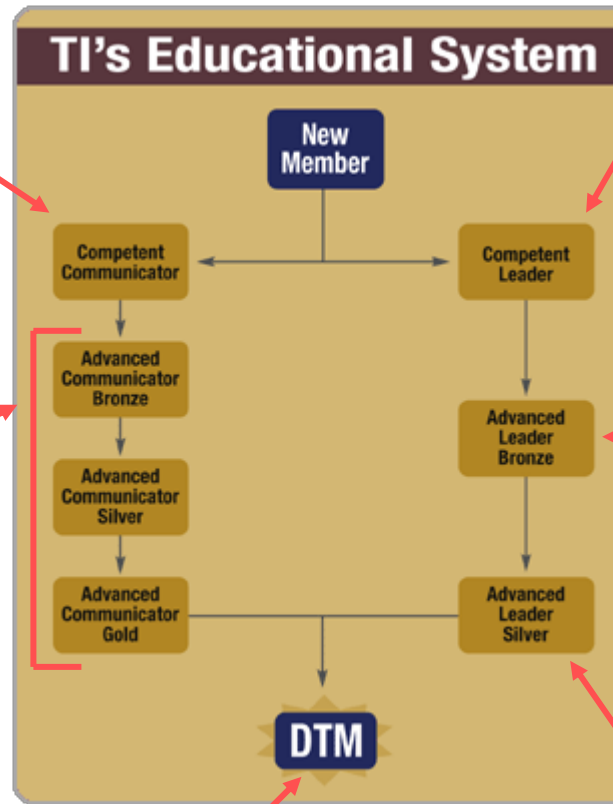 TI's Educational System
New
Member
Competent
Communicator
Competent
Leader
Advanced
Communicator
Bronze
Advanced
Leader
Bronze
Advanced
Communicator
Silver
Advanced
Communicator
Gold
Advanced
Leader
Silver
DTM